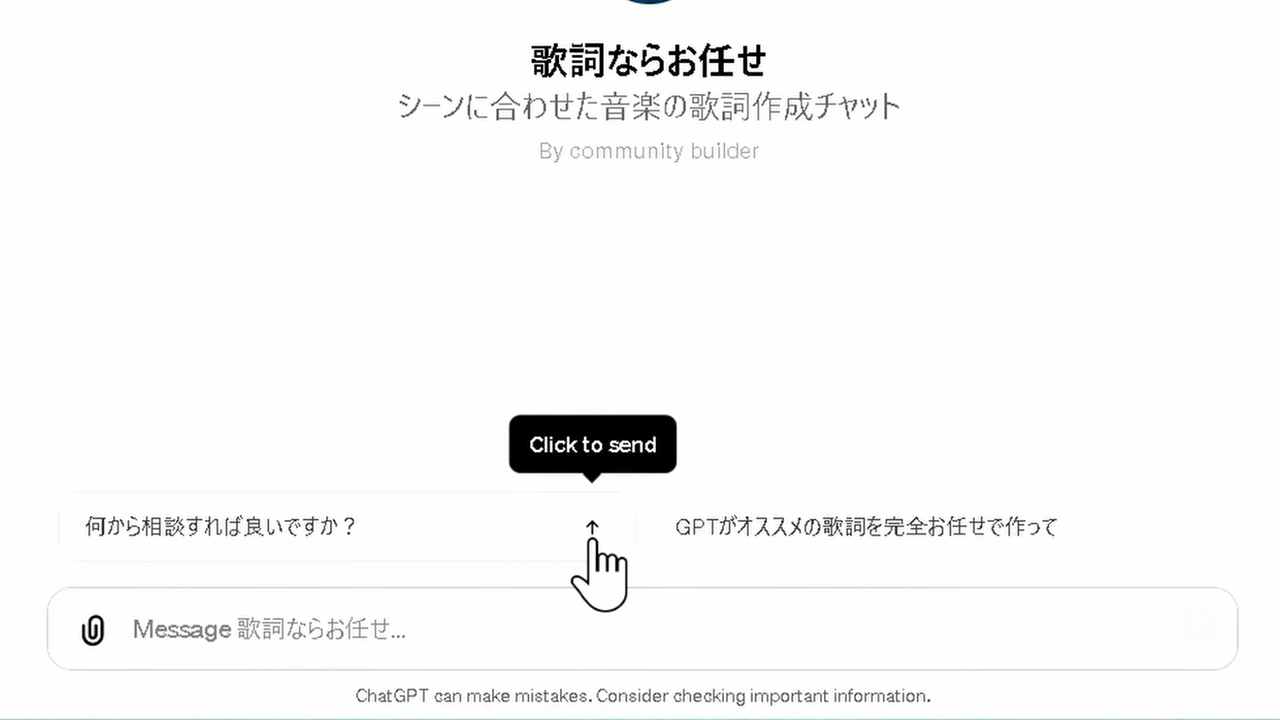 歌詞ならお任せ
シーンに合わせた音楽の歌詞作成チャット
By community builder
Click to send
何から相談すれば良いですか？
GPTがオススメの歌詞を完全お任せで作って
Message 歌詞ならお任せ...
ChatGPT can make mistakes. Consider checking important information.